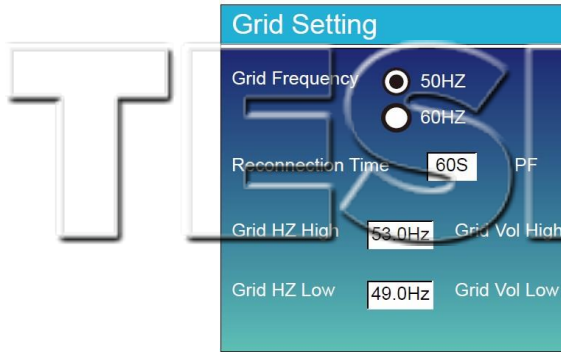 Grid Setting
Grid Frequency 50HZ
60HZ
Reconnection Time 60S PF
Grid HZ High 53.0Hz Grid Vol High
Grid HZ Low 49.0Hz Grid Vol Low
TES